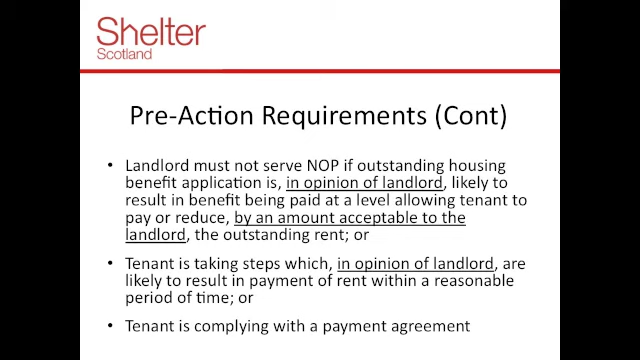 Shelter
Scotland
Pre-Action Requirements (Cont)
• Landlord must not serve NOP if outstanding housing
benefit application is, in opinion of landlord, likely to
result in benefit being paid at a level allowing tenant to
pay or reduce, by an amount acceptable to the
landlord, the outstanding rent; or
• Tenant is taking steps which, in opinion of landlord, are
likely to result in payment of rent within a reasonable
period of time; or
• Tenant is complying with a payment agreement